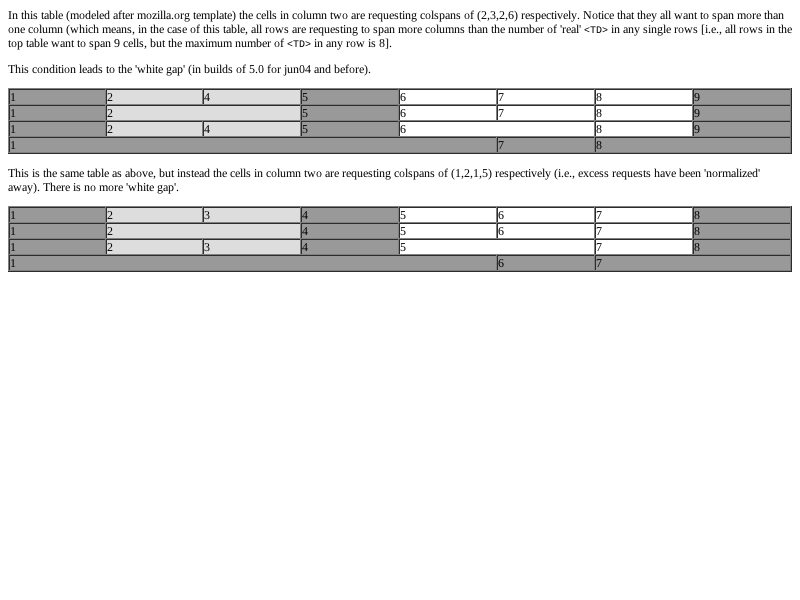 In this table (modeled after mozilla.org template) the cells in column two are requesting colspans of (2,3,2,6) respectively. Notice that they all want to span more than
one column (which means, in the case of this table, all rows are requesting to span more columns than the number of 'real' <TD> in any single rows [i.e., all rows in the
top table want to span 9 cells, but the maximum number of <TD> in any row is 8].
This condition leads to the 'white gap' (in builds of 5.0 for jun04 and before).
1 2 4 5 6 7 8 9
1 2 5 6 7 8 9
1 2 4 5 6 8 9
1 7 8
This is the same table as above, but instead the cells in column two are requesting colspans of (1,2,1,5) respectively (i.e., excess requests have been 'normalized'
away). There is no more 'white gap'.
1 2 3 4 5 6 7 8
1 2 4 5 6 7 8
1 2 3 4 5 7 8
1 6 7